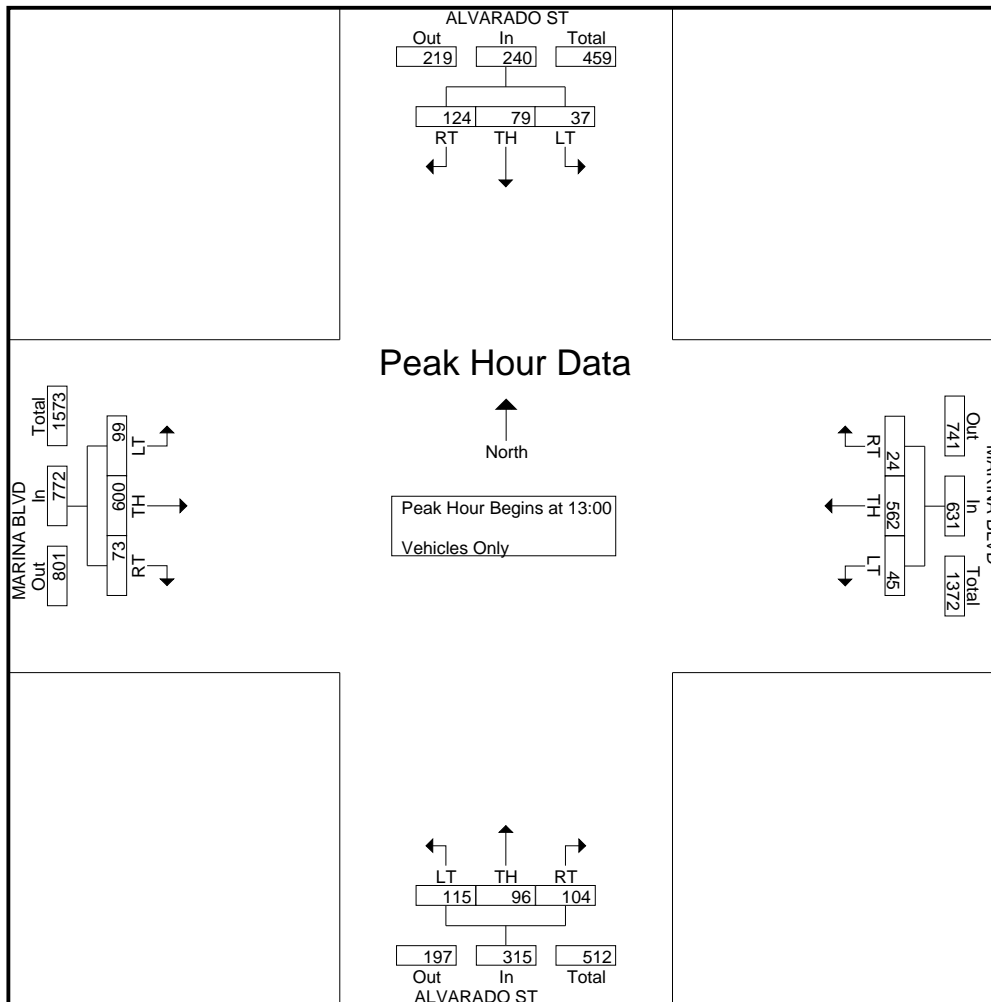 ALVARADO ST
Out In Total
219 240 459
124 79 37
RT TH LT
Peak Hour Data
North
Peak Hour Begins at 13:00
Vehicles Only
MARINA BLVD
Total In Out
1573 772 801
99 600 73
LT TH RT
MARINA BLVD
Out In Total
741 631 1372
24 562 45
RT TH LT
LT TH RT
115 96 104
197 315 512
Out In Total
ALVARADO ST